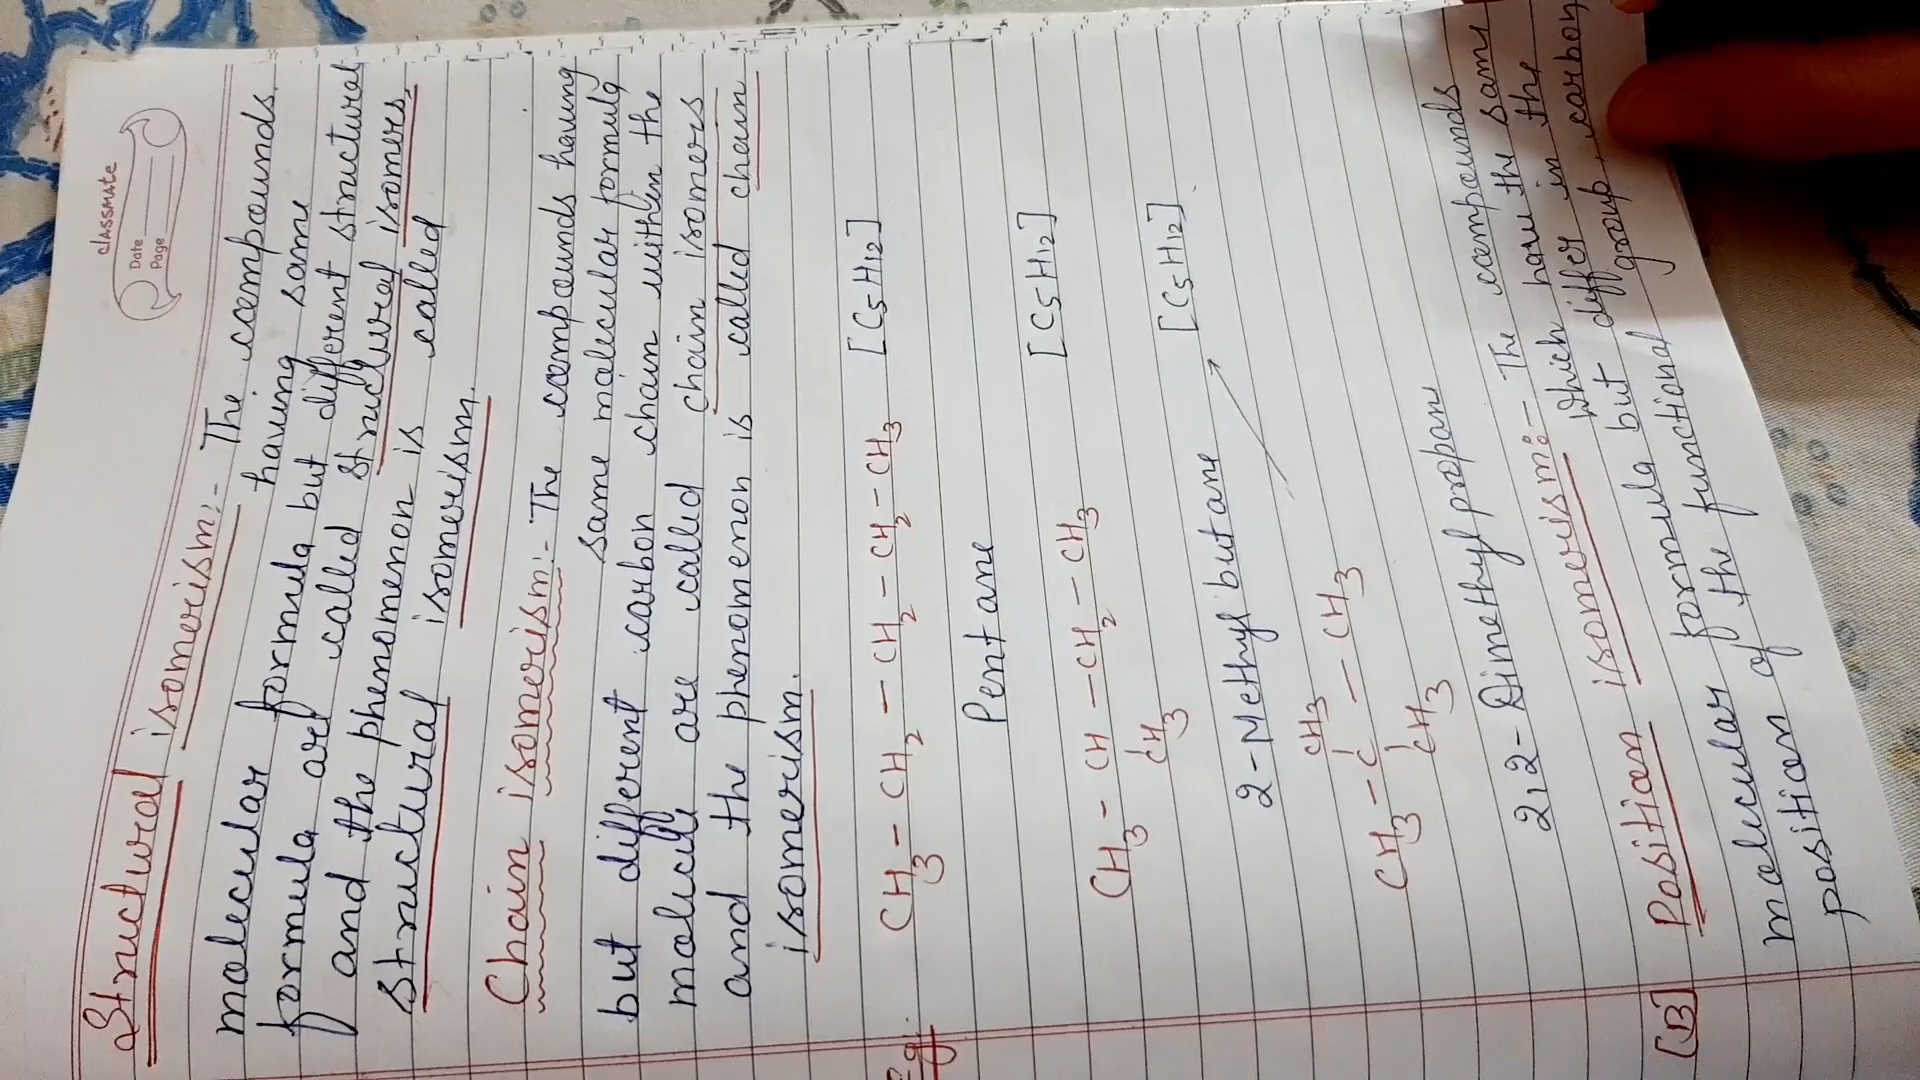 CLASSMATE
Date
Page
Structural isomerism:- The compounds
having same
molecular formula but different structural
formula are called structural isomers,
and the phenomenon is called
structural isomerism.
Chain isomerism:- The compounds having
same molecular formula
but different carbon chain within the
molecule are called chain isomers
and the phenomenon is called chain
isomerism.
E.g. CH3 - CH2 - CH2 - CH2 - CH3 [C5H12]
Pentane
CH3 - CH - CH2 - CH3 [C5H12]
CH3
2-Methyl butane [C5H12]
CH3
CH3 - C - CH3
CH3
2,2-Dimethyl propane
[B] Position isomerism:- The compounds
which have the same
molecular formula but differ in the
position of the functional group, carbon